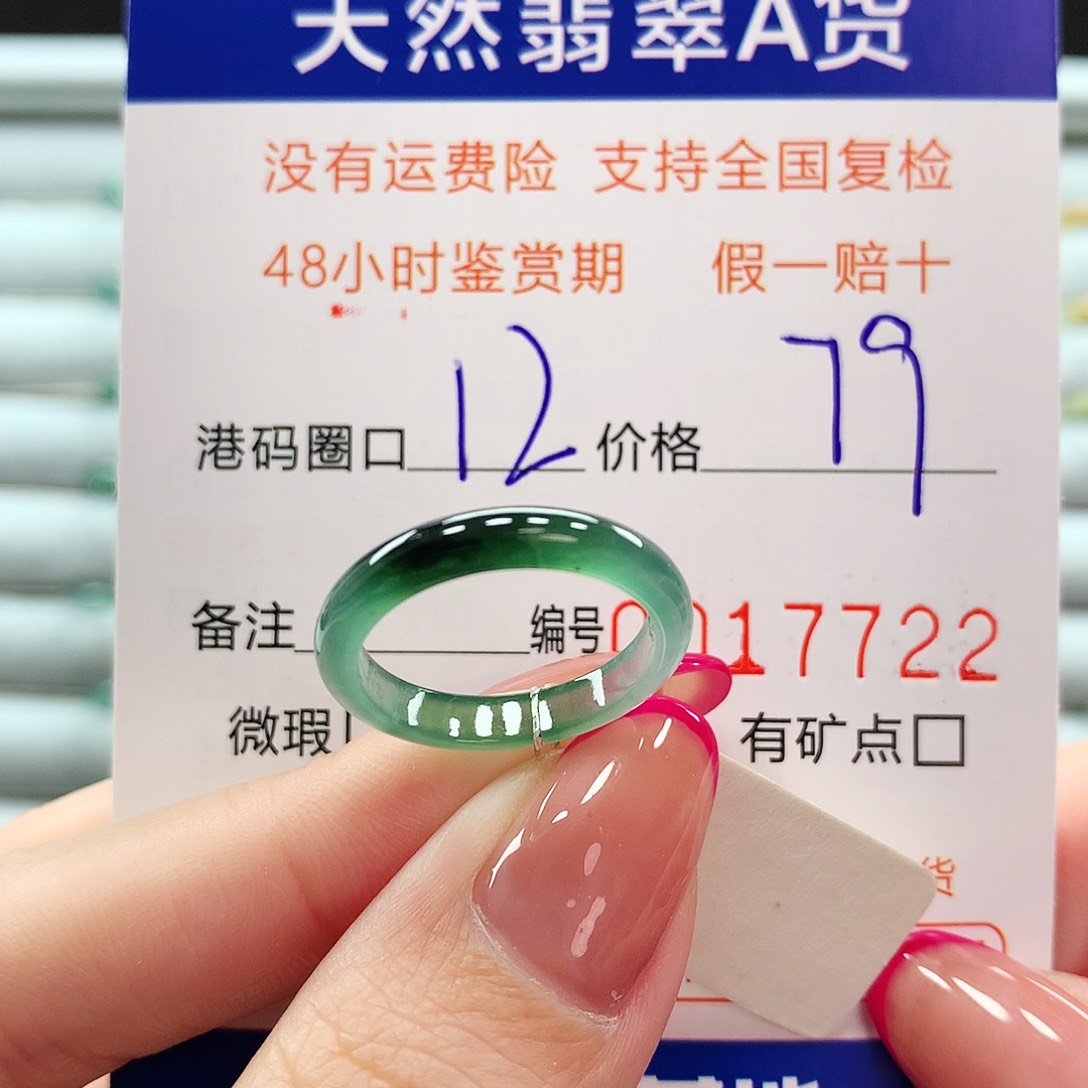 天然翡翠A货
没有运费险 支持全国复检
48小时鉴赏期 假一赔十
港码圈口 12 价格 79
备注 编号 0017722
微瑕 有矿点□
货